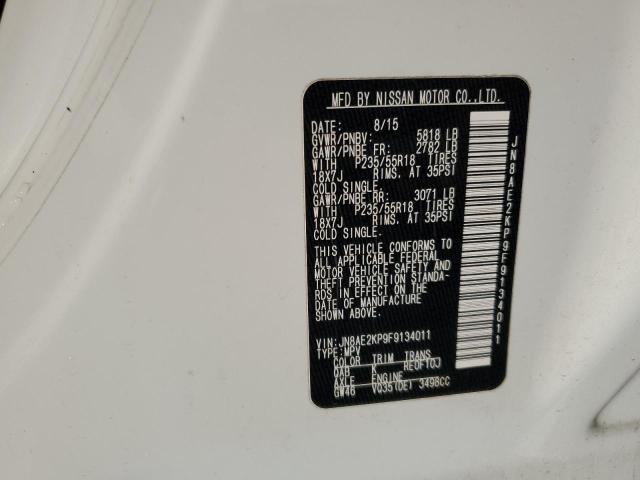 MFD BY NISSAN MOTOR CO.,LTD.
DATE: 8/15
GVWR/PNBV: 5818 LB
GAWR/PNBE FR: 2782 LB
WITH P235/55R18 TIRES
18X7J RIMS. AT 35PSI
COLD SINGLE.
GAWR/PNBE RR: 3071 LB
WITH P235/55R18 TIRES
18X7J RIMS. AT 35PSI
COLD SINGLE.
THIS VEHICLE CONFORMS TO
ALL APPLICABLE FEDERAL
MOTOR VEHICLE SAFETY AND
THEFT PREVENTION STANDA-
RDS IN EFFECT ON THE
DATE OF MANUFACTURE
SHOWN ABOVE.
VIN: JN8AE2KP9F9134011
TYPE: MPV
COLOR TRIM TRANS
QAB K RE0F10J
AXLE ENGINE
GW46 VQ35(DE) 3498CC
JN8AE2KP9F9134011